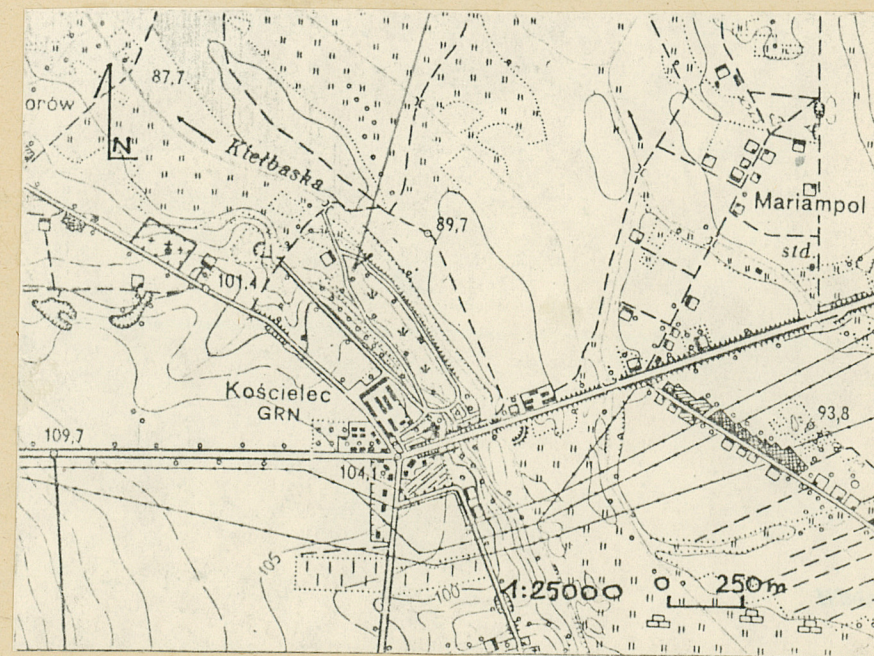 87,7
orów
N
Kiełbaska
89,7
Mariampol
std.
101,4
Kościelec
GRN
93,8
109,7
104,1
105
100
1:25000 0 250m